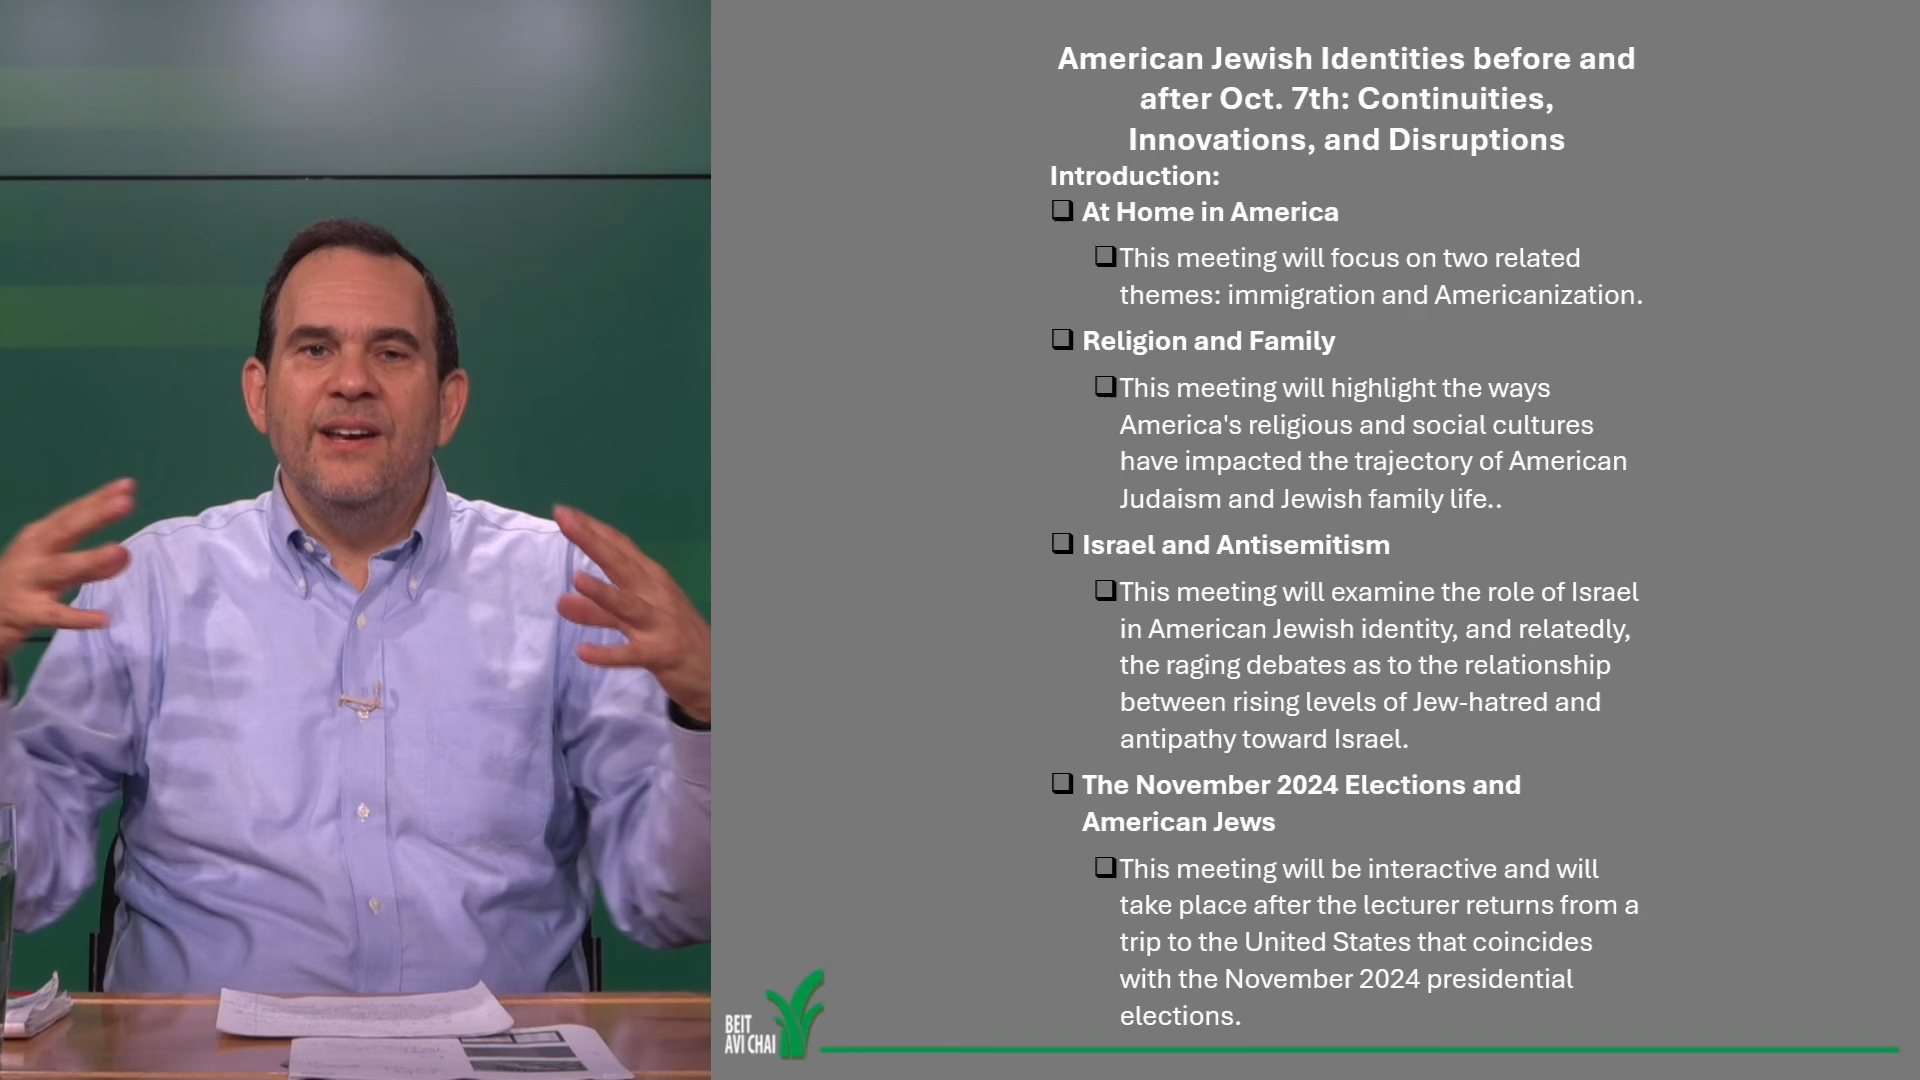 American Jewish Identities before and
after Oct. 7th: Continuities,
Innovations, and Disruptions
Introduction:
At Home in America
This meeting will focus on two related
themes: immigration and Americanization.
Religion and Family
This meeting will highlight the ways
America's religious and social cultures
have impacted the trajectory of American
Judaism and Jewish family life..
Israel and Antisemitism
This meeting will examine the role of Israel
in American Jewish identity, and relatedly,
the raging debates as to the relationship
between rising levels of Jew-hatred and
antipathy toward Israel.
The November 2024 Elections and
American Jews
This meeting will be interactive and will
take place after the lecturer returns from a
trip to the United States that coincides
with the November 2024 presidential
elections.
BEIT
AVI CHAI